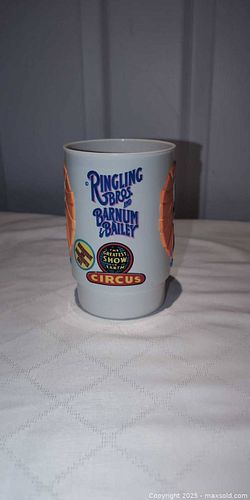 RINGLING
BROS. AND
BARNUM
& BAILEY
THE
GREATEST
SHOW
ON
EARTH
CIRCUS
Copyright 2025 - maxsold.com